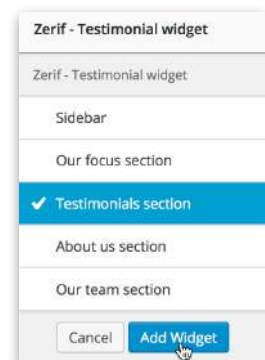 Zerif - Testimonial widget
Zerif - Testimonial widget
Sidebar
Our focus section
Testimonials section
About us section
Our team section
Cancel Add Widget